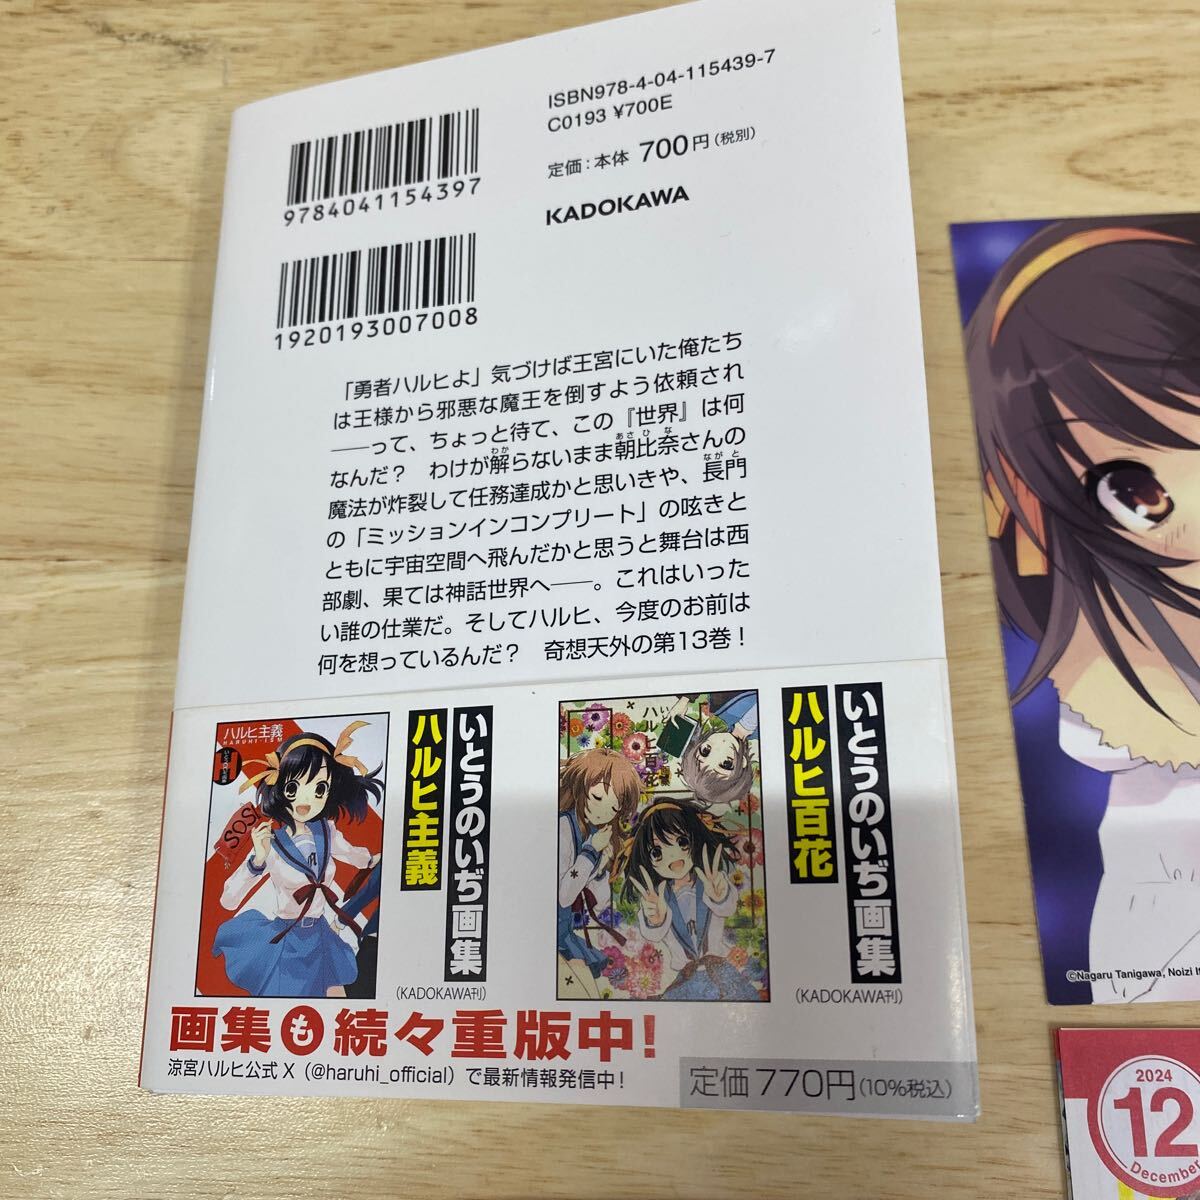 ISBN978-4-04-115439-7
C0193 ¥700E
定価：本体 700円(税別)
KADOKAWA
9784041154397
1920193007008
「勇者ハルヒよ」気づけば王宮にいた俺たち
は王様から邪悪な魔王を倒すよう依頼され
――って、ちょっと待て、この『世界』は何
なんだ？　わけが解らないまま朝比奈さんの
魔法が炸裂して任務達成かと思いきや、長門
の「ミッションインコンプリート」の呟きと
ともに宇宙空間へ飛んだかと思うと舞台は西
部劇、果ては神話世界へ――。これはいった
い誰の仕業だ。そしてハルヒ、今度のお前は
何を想っているんだ？　奇想天外の第13巻！
いとうのいぢ画集
ハルヒ主義
(KADOKAWA刊)
ハルヒ主義
HARUHI-ISM
SOS
いとうのいぢ画集
ハルヒ百花
(KADOKAWA刊)
ハルヒ百花
画集も続々重版中！
涼宮ハルヒ公式 X（@haruhi_official）で最新情報発信中！
定価 770円(10%税込)
©Nagaru Tanigawa, Noizi It
2024
12
December